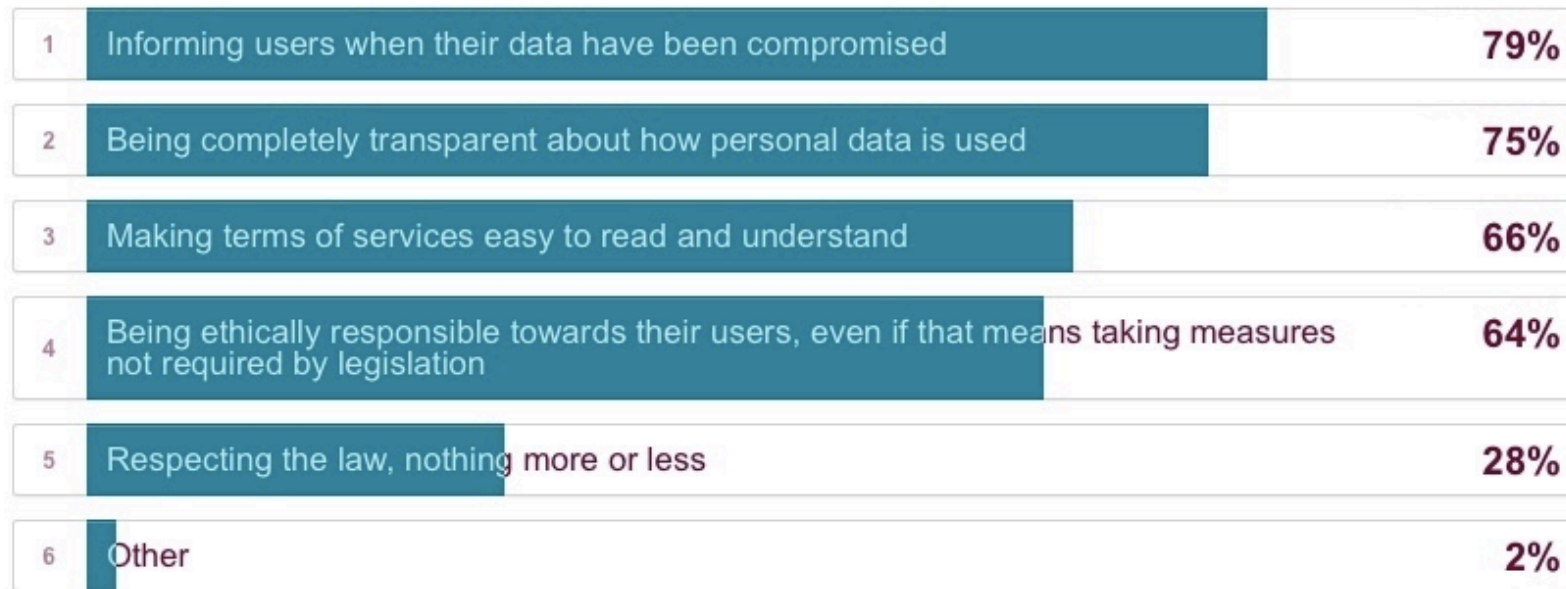 1 Informing users when their data have been compromised 79%
2 Being completely transparent about how personal data is used 75%
3 Making terms of services easy to read and understand 66%
4 Being ethically responsible towards their users, even if that means taking measures 64%
not required by legislation
5 Respecting the law, nothing more or less 28%
6 Other 2%